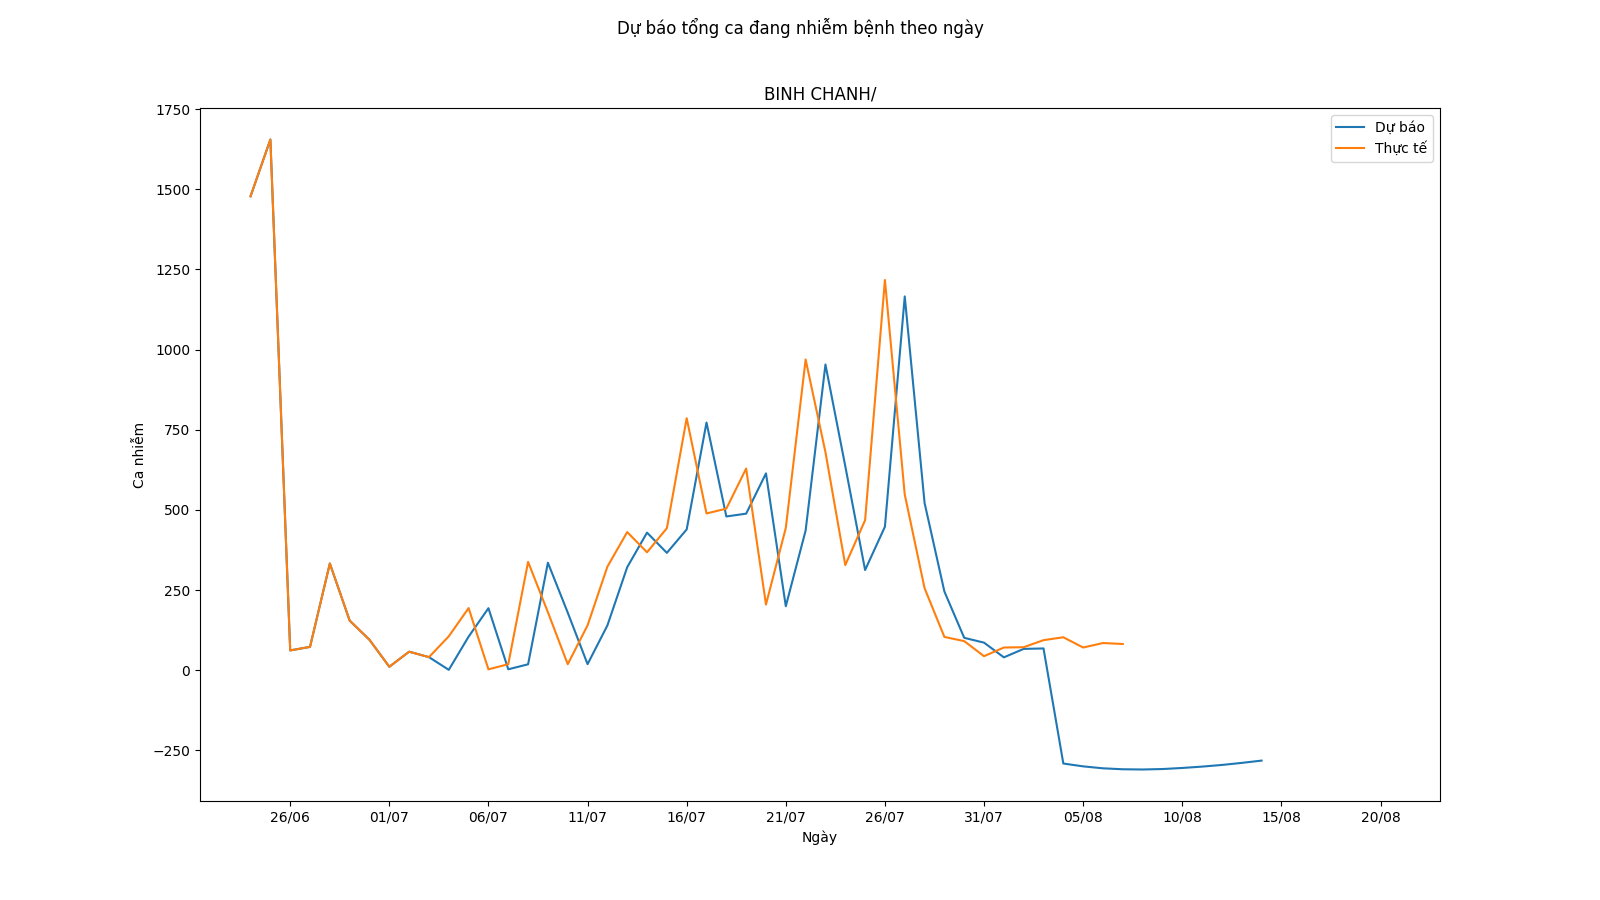 Dự báo tổng ca đang nhiễm bệnh theo ngày
BINH CHANH/
Dự báo
Thực tế
Ca nhiễm
1750
1500
1250
1000
750
500
250
0
−250
26/06 01/07 06/07 11/07 16/07 21/07 26/07 31/07 05/08 10/08 15/08 20/08
Ngày